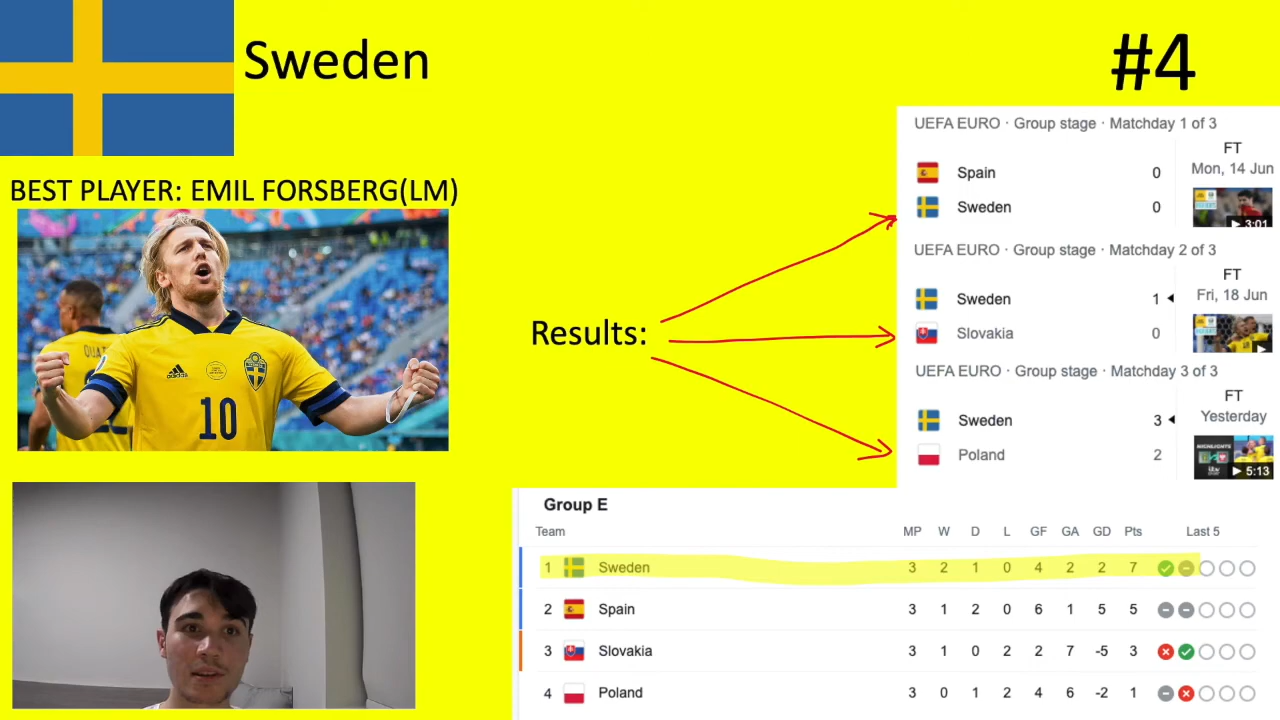 Sweden
#4
BEST PLAYER: EMIL FORSBERG(LM)
10
Results:
UEFA EURO · Group stage · Matchday 1 of 3
Spain 0
Sweden 0
FT
Mon, 14 Jun
3:01
UEFA EURO · Group stage · Matchday 2 of 3
Sweden 1
Slovakia 0
FT
Fri, 18 Jun
UEFA EURO · Group stage · Matchday 3 of 3
Sweden 3
Poland 2
FT
Yesterday
HIGHLIGHTS
5:13
Group E
Team MP W D L GF GA GD Pts Last 5
1 Sweden 3 2 1 0 4 2 2 7
2 Spain 3 1 2 0 6 1 5 5
3 Slovakia 3 1 0 2 2 7 -5 3
4 Poland 3 0 1 2 4 6 -2 1